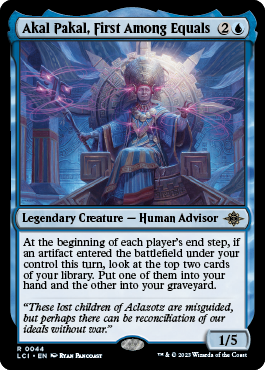 Akal Pakal, First Among Equals 2
Legendary Creature — Human Advisor
At the beginning of each player's end step, if
an artifact entered the battlefield under your
control this turn, look at the top two cards
of your library. Put one of them into your
hand and the other into your graveyard.
“These lost children of Aclazotz are misguided,
but perhaps there can be reconciliation of our
ideals without war.”
1/5
R 0044
LCI • EN Ryan Pancoast
™ & © 2023 Wizards of the Coast